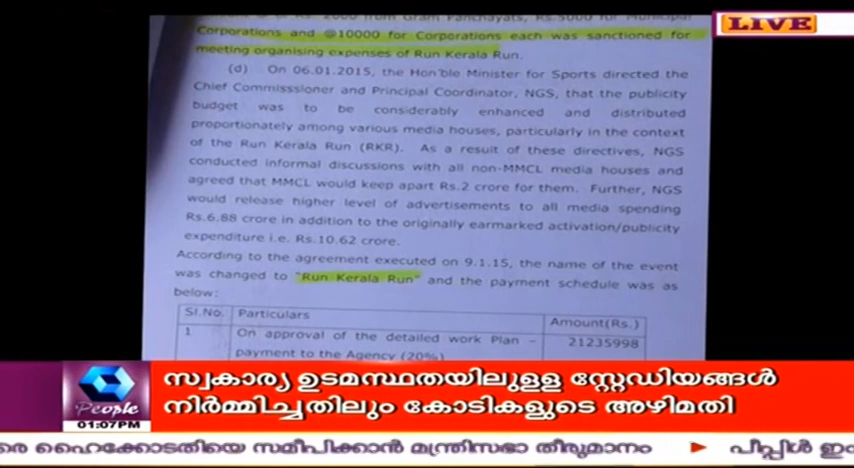 LIVE
from Gram Panchayats, Rs.5000 for Municipal
Corporations and @10000 for Corporations each was sanctioned for
meeting organising expenses of Run Kerala Run.
(d) On 06.01.2015, the Hon'ble Minister for Sports directed the
Chief Commisssioner and Principal Coordinator, NGS, that the publicity
budget was to be considerably enhanced and distributed
proportionately among various media houses, particularly in the context
of the Run Kerala Run (RKR). As a result of these directives, NGS
conducted informal discussions with all non-MMCL media houses and
agreed that MMCL would keep apart Rs.2 crore for them. Further, NGS
would release higher level of advertisements to all media spending
Rs.6.88 crore in addition to the originally earmarked activation/publicity
expenditure i.e. Rs.10.62 crore.
According to the agreement executed on 9.1.15, the name of the event
was changed to "Run Kerala Run" and the payment schedule was as
below:
Sl.No. Particulars Amount(Rs.)
1 On approval of the detailed work Plan – 21235998
payment to the Agency (20%)
People
01:07PM
സ്വകാര്യ ഉടമസ്ഥതയിലുള്ള സ്റ്റേഡിയങ്ങൾ
നിർമ്മിച്ചതിലും കോടികളുടെ അഴിമതി
രെ ഹൈക്കോടതിയെ സമീപിക്കാൻ മന്ത്രിസഭാ തീരുമാനം പീപ്പിൾ ഇം